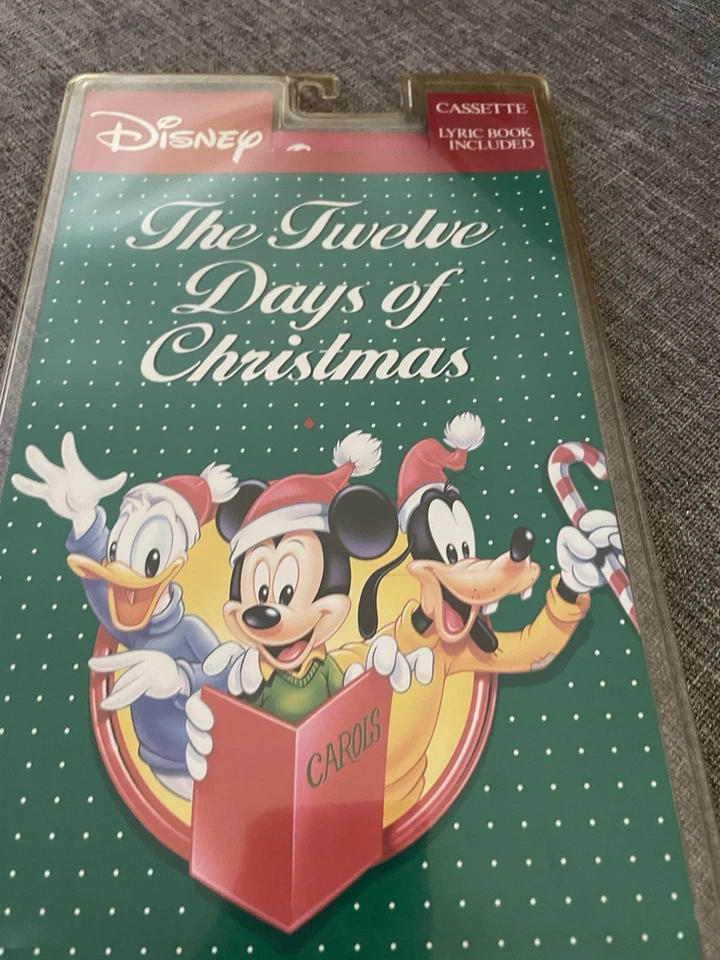 Disney
CASSETTE
LYRIC BOOK
INCLUDED
The Twelve
Days of
Christmas
CAROLS